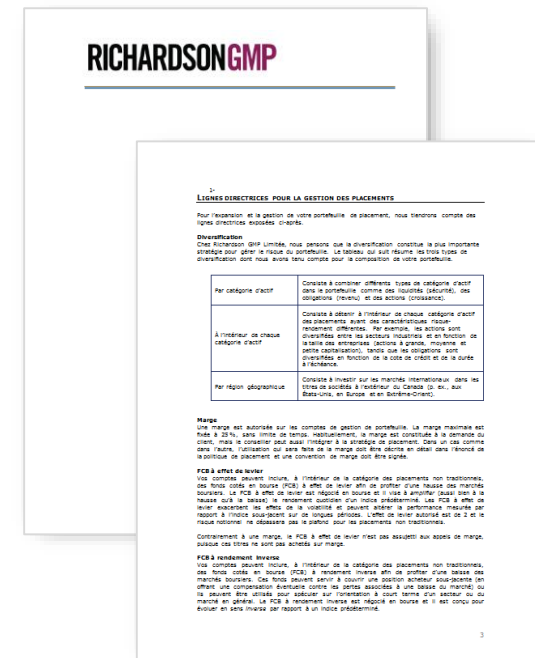 RICHARDSONGMP
1-
LIGNES DIRECTRICES POUR LA GESTION DES PLACEMENTS
Pour l'expansion et la gestion de votre portefeuille de placement, nous tiendrons compte des
lignes directrices exposées ci-après.
Diversification
Chez Richardson GMP Limitée, nous pensons que la diversification constitue la plus importante
stratégie pour gérer le risque du portefeuille. Le tableau qui suit résume les trois types de
diversification dont nous avons tenu compte pour la composition de votre portefeuille.
Par catégorie d'actif
Consiste à combiner différents types de catégorie d'actif
dans le portefeuille comme des liquidités (sécurité), des
obligations (revenu) et des actions (croissance).
À l'intérieur de chaque
catégorie d'actif
Consiste à détenir à l'intérieur de chaque catégorie d'actif
des placements ayant des caractéristiques risque-
rendement différentes. Par exemple, les actions sont
diversifiées entre les secteurs industriels et en fonction de
la taille des entreprises (actions à grande, moyenne et
petite capitalisation), tandis que les obligations sont
diversifiées en fonction de la cote de crédit et de la durée
à l'échéance.
Par région géographique
Consiste à investir sur les marchés internationaux dans les
titres de sociétés à l'extérieur du Canada (p. ex., aux
États-Unis, en Europe et en Extrême-Orient).
Marge
Une marge est autorisée sur les comptes de gestion de portefeuille. La marge maximale est
fixée à 25 %, sans limite de temps. Habituellement, la marge est constituée à la demande du
client, mais le conseiller peut aussi l'intégrer à la stratégie de placement. Dans un cas comme
dans l'autre, l'utilisation qui sera faite de la marge doit être décrite en détail dans l'énoncé de
la politique de placement et une convention de marge doit être signée.
FCB à effet de levier
Vos comptes peuvent inclure, à l'intérieur de la catégorie des placements non traditionnels,
des fonds cotés en bourse (FCB) à effet de levier afin de profiter d'une hausse des marchés
boursiers. Le FCB à effet de levier est négocié en bourse et il vise à amplifier (aussi bien à la
hausse qu'à la baisse) le rendement quotidien d'un indice prédéterminé. Les FCB à effet de
levier exacerbent les effets de la volatilité et peuvent altérer la performance mesurée par
rapport à l'indice sous-jacent sur de longues périodes. L'effet de levier autorisé est de 2 et le
risque notionnel ne dépassera pas le plafond pour les placements non traditionnels.
Contrairement à une marge, le FCB à effet de levier n'est pas assujetti aux appels de marge,
puisque ces titres ne sont pas achetés sur marge.
FCB à rendement inverse
Vos comptes peuvent inclure, à l'intérieur de la catégorie des placements non traditionnels,
des fonds cotés en bourse (FCB) à rendement inverse afin de profiter d'une baisse des
marchés boursiers. Ces fonds peuvent servir à couvrir une position acheteur sous-jacente (en
offrant une compensation éventuelle contre les pertes associées à une baisse du marché) ou
ils peuvent être utilisés pour spéculer sur l'orientation à court terme d'un secteur ou du
marché en général. Le FCB à rendement inverse est négocié en bourse et il est conçu pour
évoluer en sens inverse par rapport à un indice prédéterminé.
3